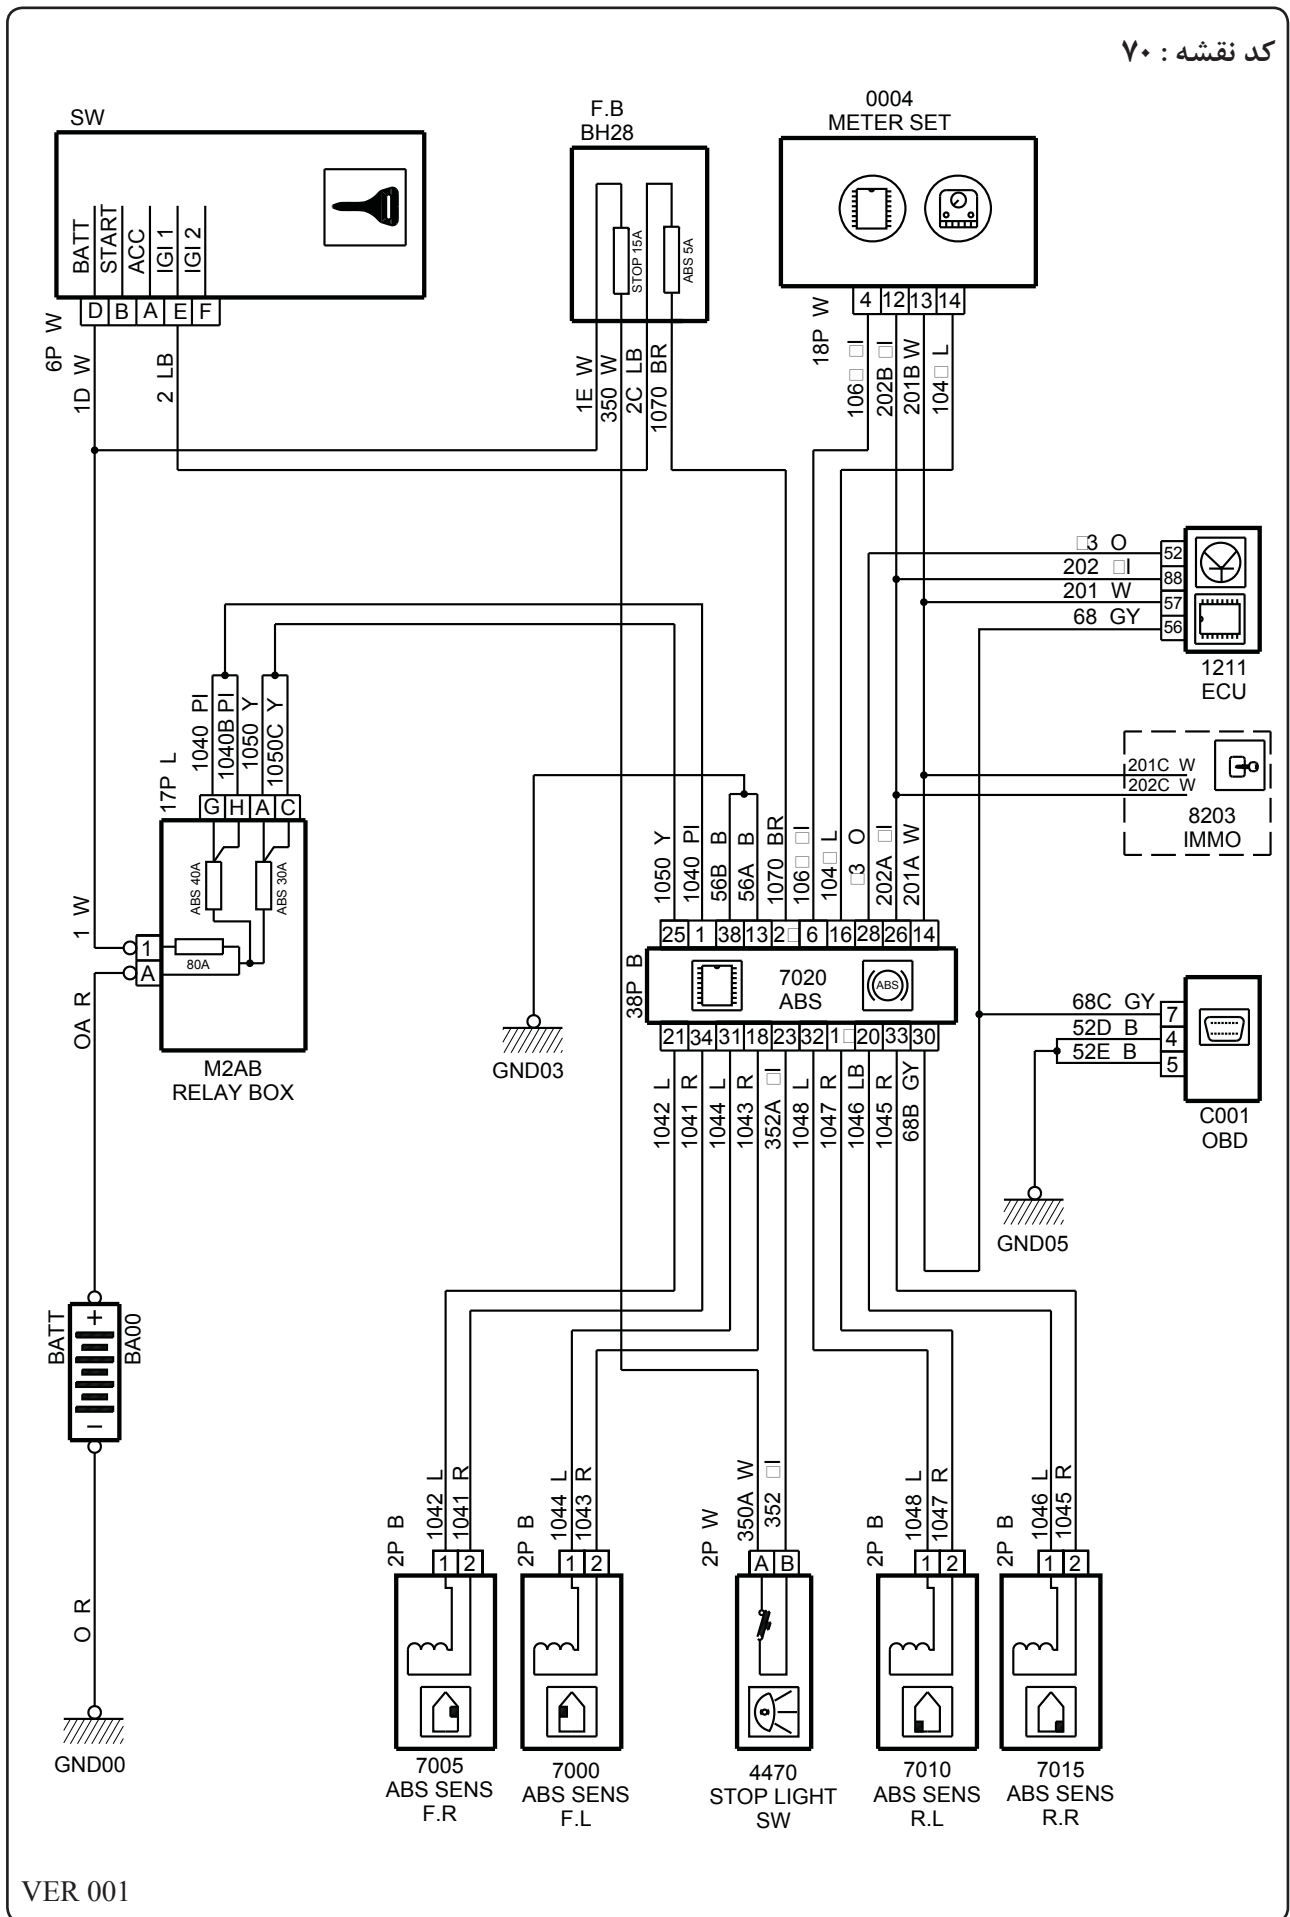 کد نقشه : ۷۰
SW
BATT
START
ACC
IGI 1
IGI 2
D B A E F
6P W
1D W
2 LB
F.B
BH28
STOP 15A
ABS 5A
1E W
350 W
2C LB
1070 BR
0004
METER SET
4 12 13 14
18P W
106□ □I
202B □I
201B W
104□ L
□3 O
202 □I
201 W
68 GY
52
88
57
56
1211
ECU
201C W
202C W
8203
IMMO
1040 PI
1040B PI
1050 Y
1050C Y
17P L
G H A C
ABS 40A
ABS 30A
80A
1
A
1 W
OA R
M2AB
RELAY BOX
GND03
1050 Y
1040 PI
56B B
56A B
1070 BR
106□ □I
104□ L
□3 O
202A □I
201A W
25 1 38 13 2□ 6 16 28 26 14
38P B
7020
ABS
ABS
21 34 31 18 23 32 1□ 20 33 30
1042 L
1041 R
1044 L
1043 R
352A □I
1048 L
1047 R
1046 LB
1045 R
68B GY
68C GY
52D B
52E B
7
4
5
C001
OBD
GND05
BATT
+
−
BA00
O R
GND00
2P B
1042 L
1041 R
1 2
7005
ABS SENS
F.R
2P B
1044 L
1043 R
1 2
7000
ABS SENS
F.L
2P W
350A W
352 □I
A B
4470
STOP LIGHT
SW
2P B
1048 L
1047 R
1 2
7010
ABS SENS
R.L
2P B
1046 L
1045 R
1 2
7015
ABS SENS
R.R
VER 001